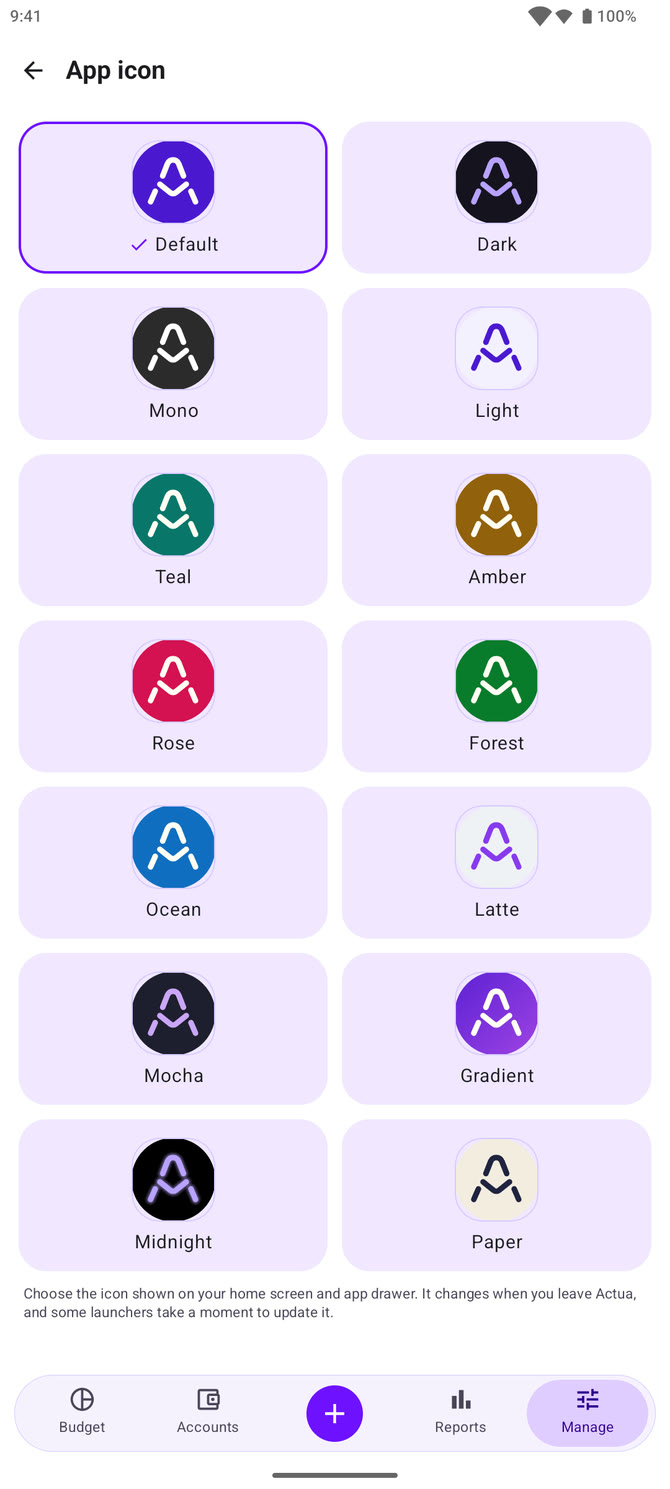 9:41
100%
App icon
Default
Dark
Mono
Light
Teal
Amber
Rose
Forest
Ocean
Latte
Mocha
Gradient
Midnight
Paper
Choose the icon shown on your home screen and app drawer. It changes when you leave Actua,
and some launchers take a moment to update it.
Budget
Accounts
Reports
Manage